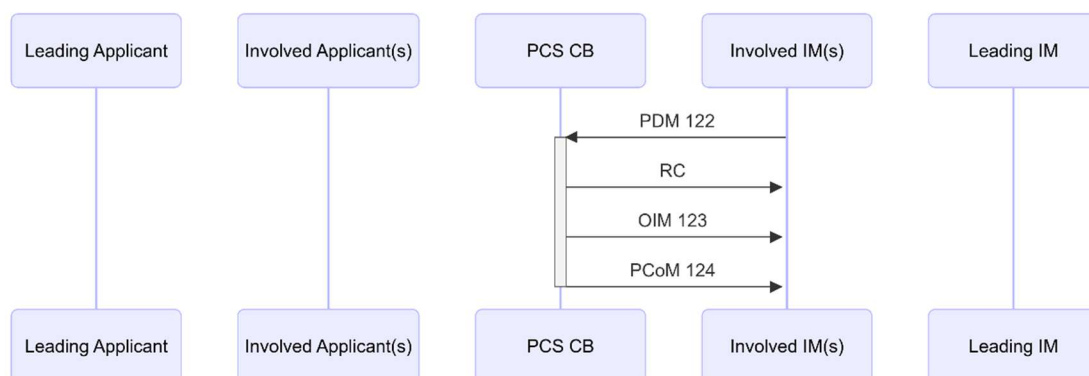 Leading Applicant
Involved Applicant(s)
PCS CB
Involved IM(s)
Leading IM
PDM 122
RC
OIM 123
PCoM 124
Leading Applicant
Involved Applicant(s)
PCS CB
Involved IM(s)
Leading IM